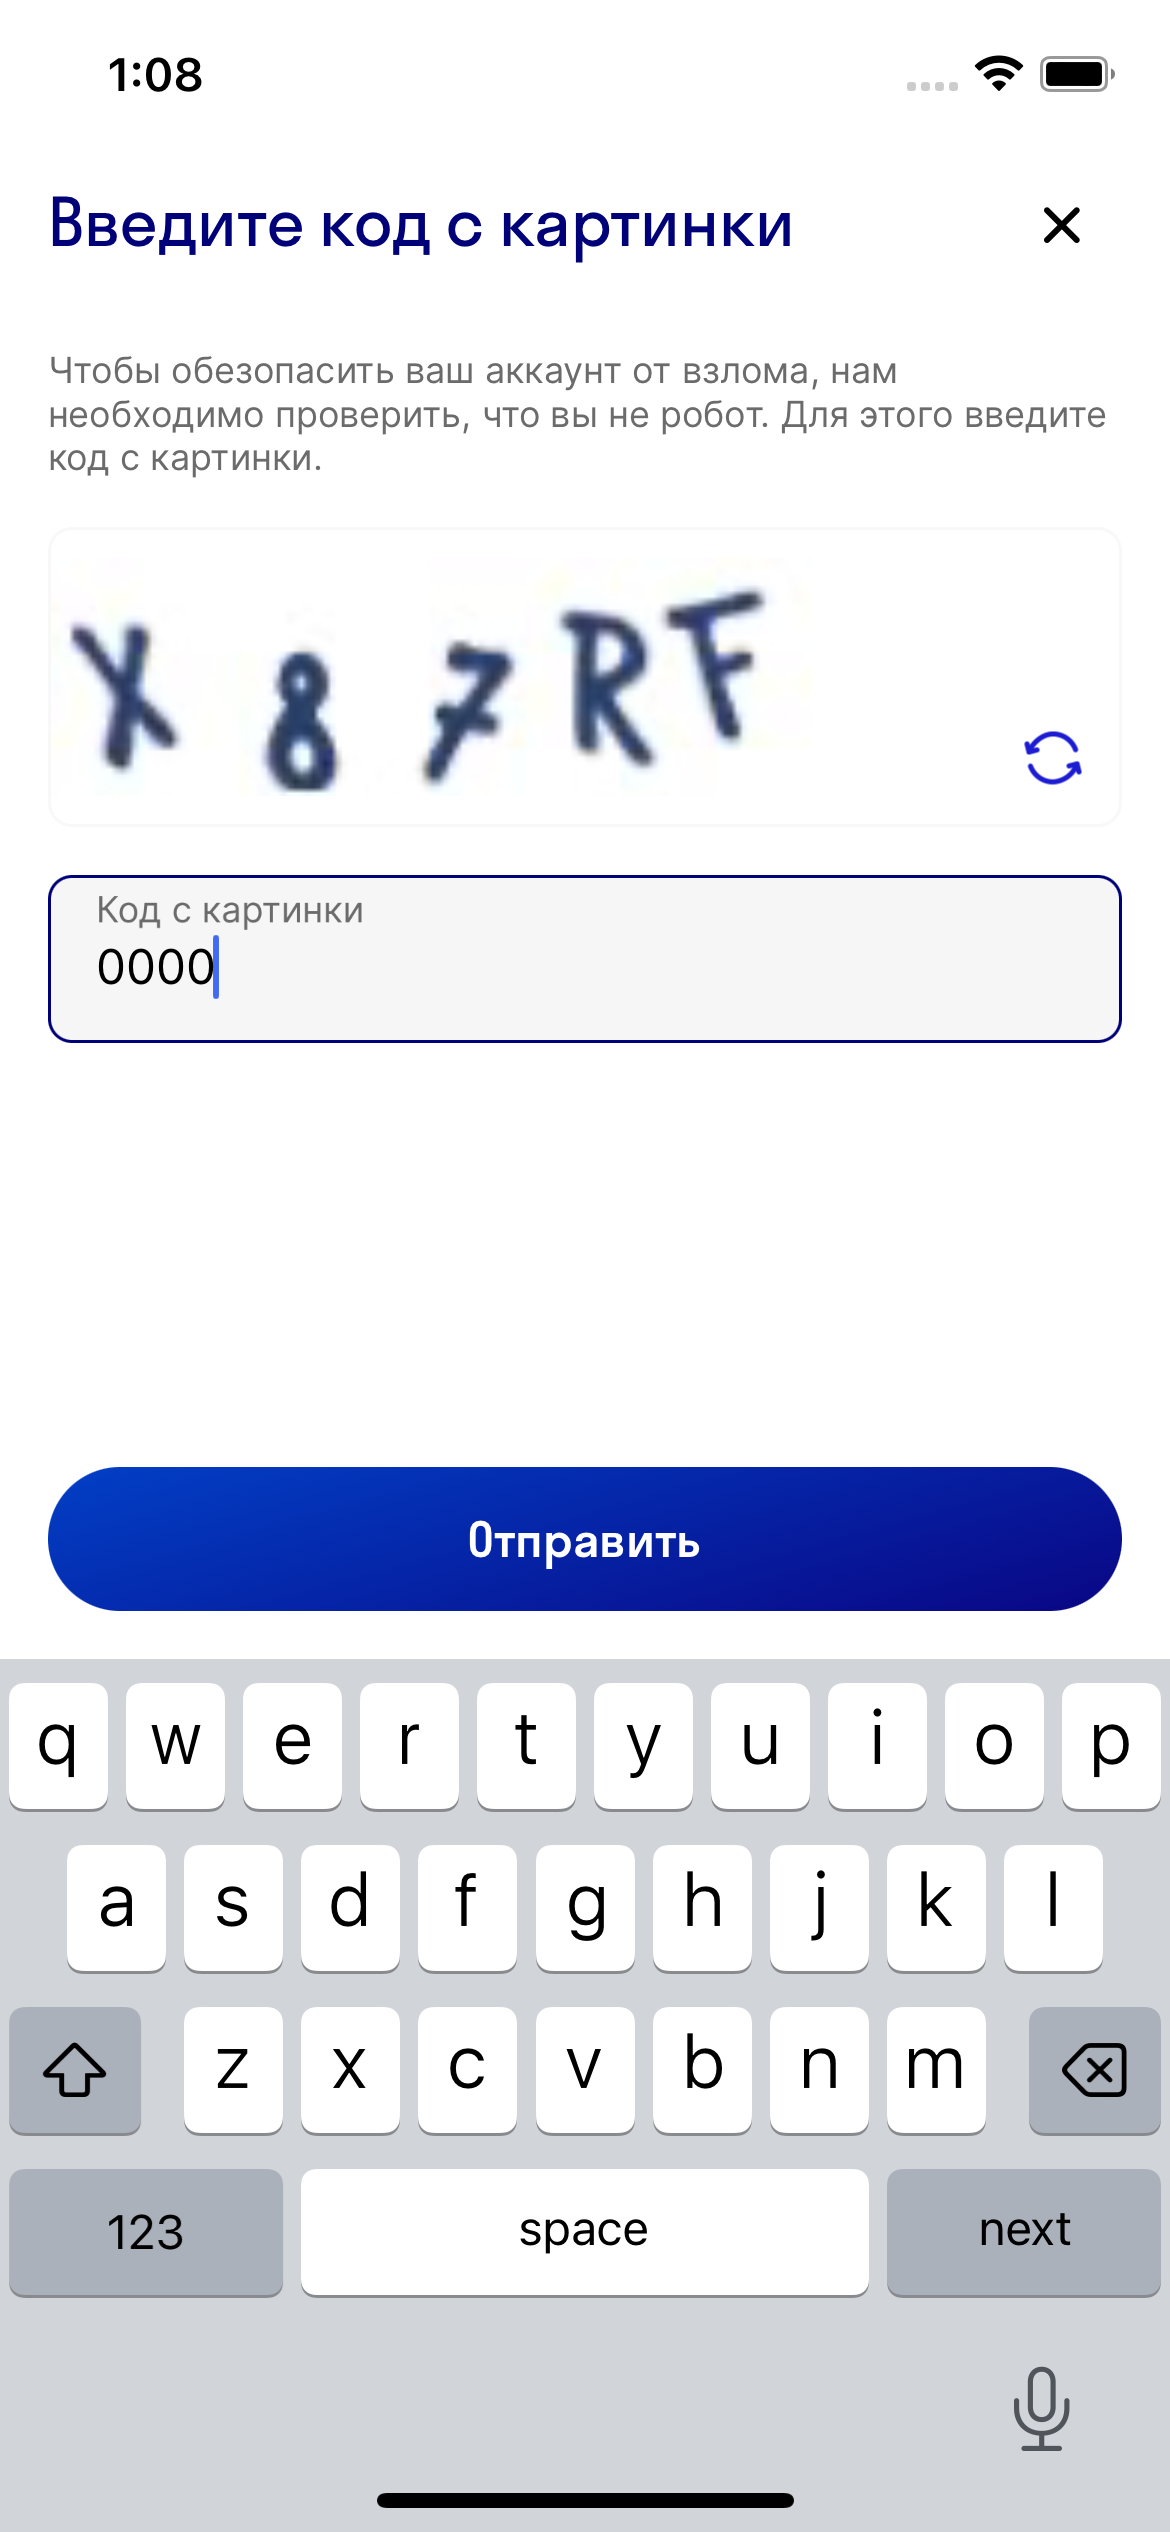 1:08
Введите код с картинки
Чтобы обезопасить ваш аккаунт от взлома, нам
необходимо проверить, что вы не робот. Для этого введите
код с картинки.
X 8 7 R F
Код с картинки
0000
Отправить
q w e r t y u i o p
a s d f g h j k l
z x c v b n m
123 space next